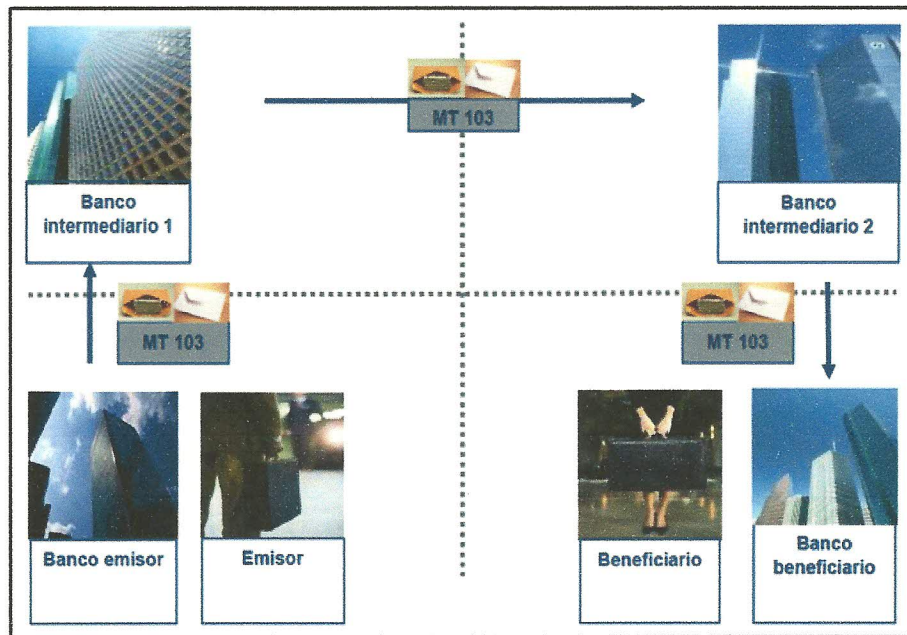 MT 103
Banco
intermediario 1
Banco
intermediario 2
MT 103
MT 103
Banco emisor
Emisor
Beneficiario
Banco
beneficiario